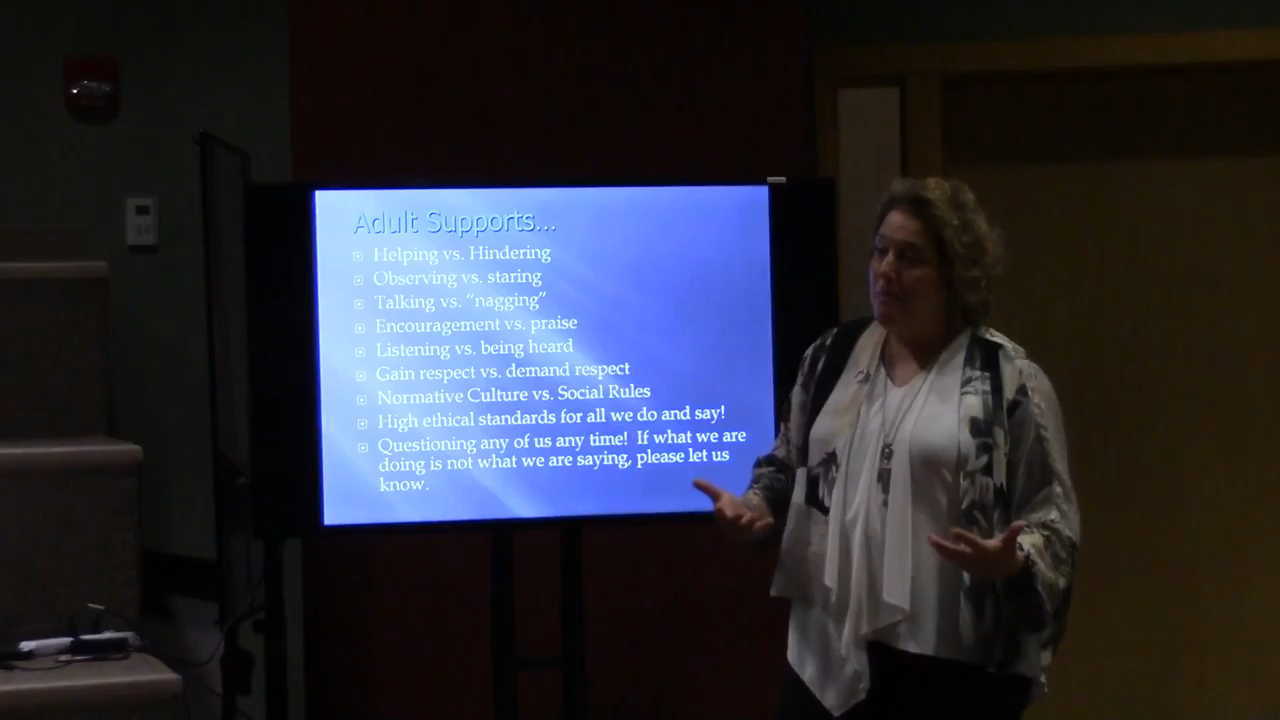 Adult Supports...
Helping vs. Hindering
Observing vs. staring
Talking vs. “nagging”
Encouragement vs. praise
Listening vs. being heard
Gain respect vs. demand respect
Normative Culture vs. Social Rules
High ethical standards for all we do and say!
Questioning any of us any time! If what we are
doing is not what we are saying, please let us
know.